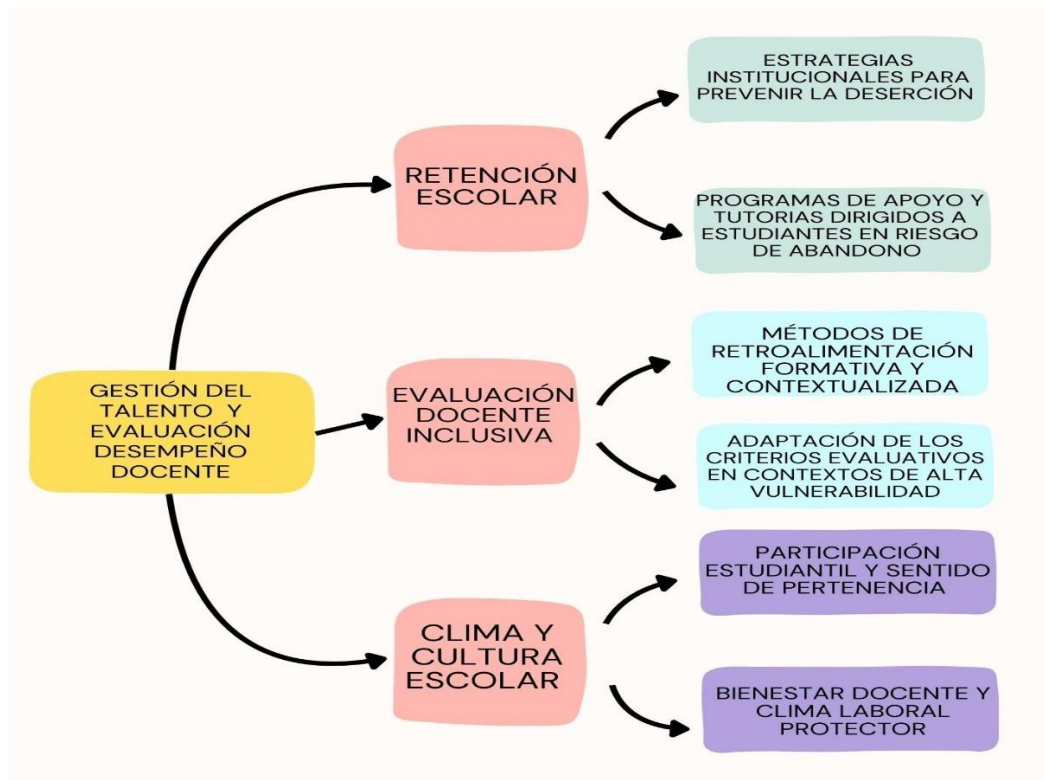 GESTIÓN DEL
TALENTO Y
EVALUACIÓN
DESEMPEÑO
DOCENTE
RETENCIÓN
ESCOLAR
ESTRATEGIAS
INSTITUCIONALES PARA
PREVENIR LA DESERCIÓN
PROGRAMAS DE APOYO Y
TUTORIAS DIRIGIDOS A
ESTUDIANTES EN RIESGO
DE ABANDONO
EVALUACIÓN
DOCENTE
INCLUSIVA
MÉTODOS DE
RETROALIMENTACIÓN
FORMATIVA Y
CONTEXTUALIZADA
ADAPTACIÓN DE LOS
CRITERIOS EVALUATIVOS
EN CONTEXTOS DE ALTA
VULNERABILIDAD
CLIMA Y
CULTURA
ESCOLAR
PARTICIPACIÓN
ESTUDIANTIL Y SENTIDO
DE PERTENENCIA
BIENESTAR DOCENTE Y
CLIMA LABORAL
PROTECTOR